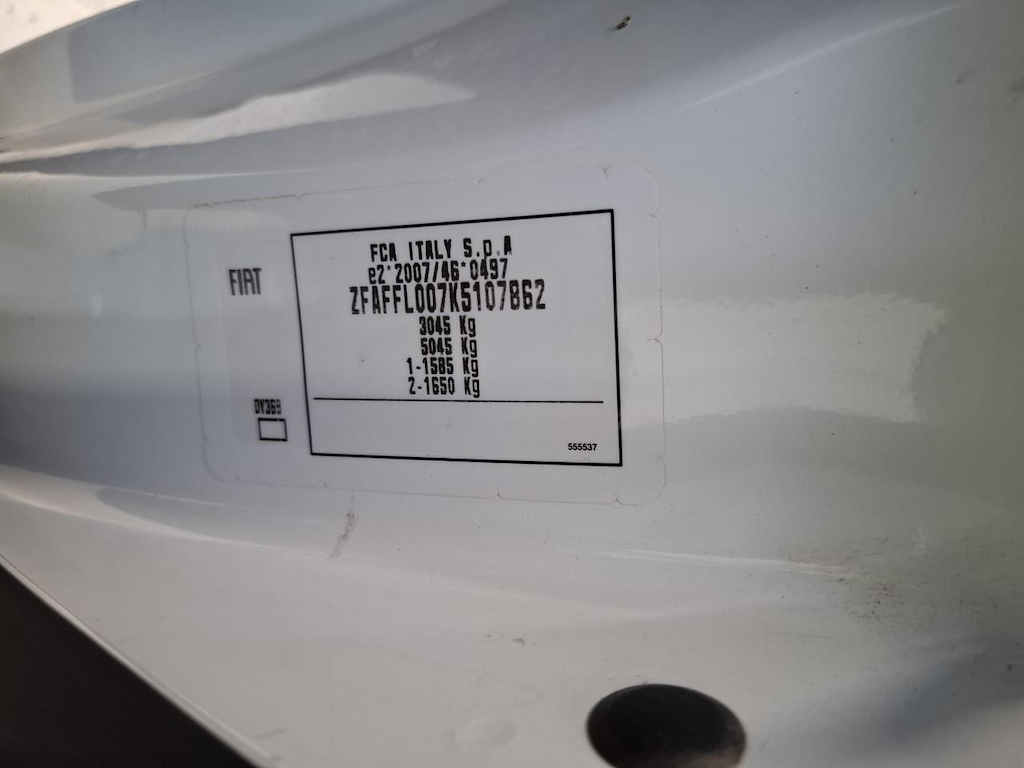 FCA ITALY S.p.A
e2*2007/46*0497
FIAT
ZFAFFL007K5107862
3045 Kg
5045 Kg
1-1585 Kg
2-1650 Kg
DY369
555537